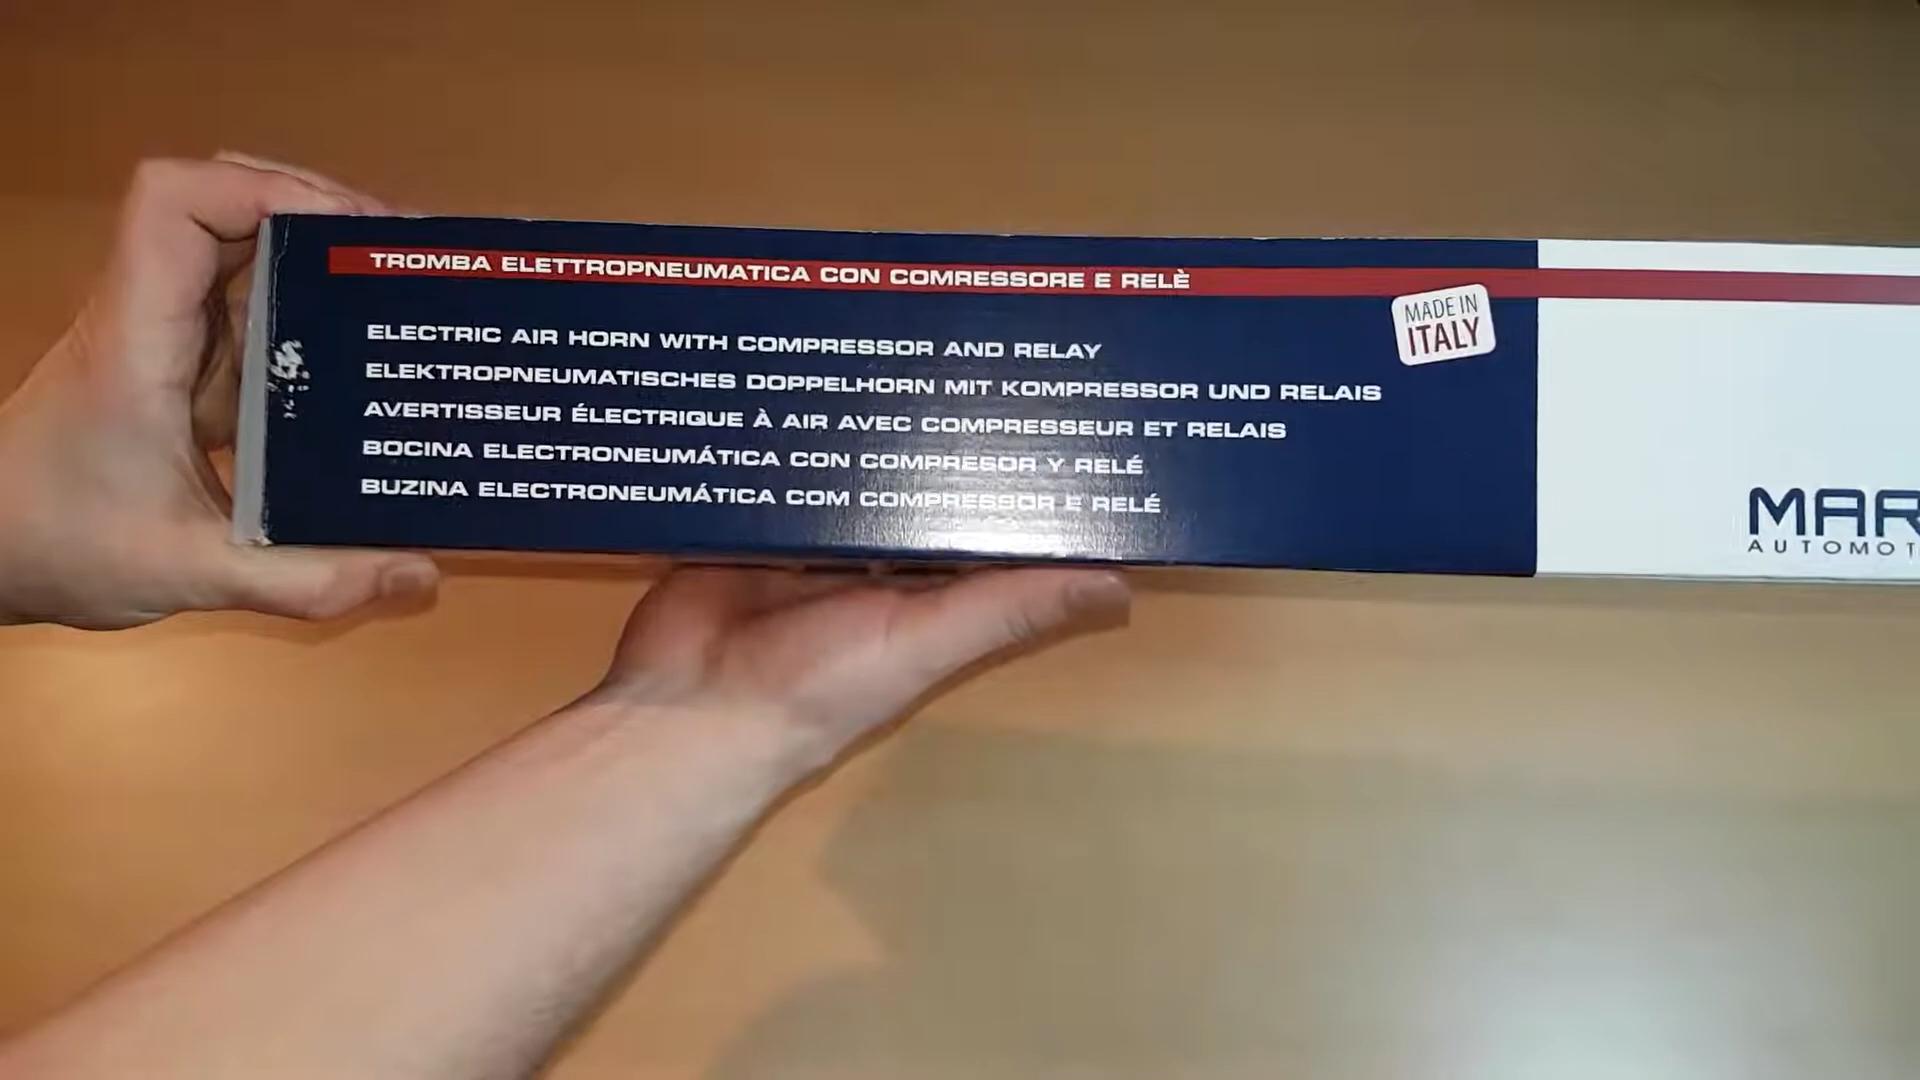 TROMBA ELETTROPNEUMATICA CON COMRESSORE E RELÈ
MADE IN
ITALY
ELECTRIC AIR HORN WITH COMPRESSOR AND RELAY
ELEKTROPNEUMATISCHES DOPPELHORN MIT KOMPRESSOR UND RELAIS
AVERTISSEUR ÉLECTRIQUE À AIR AVEC COMPRESSEUR ET RELAIS
BOCINA ELECTRONEUMÁTICA CON COMPRESOR Y RELÉ
BUZINA ELECTRONEUMÁTICA COM COMPRESSOR E RELÉ
MAR
AUTOMOT